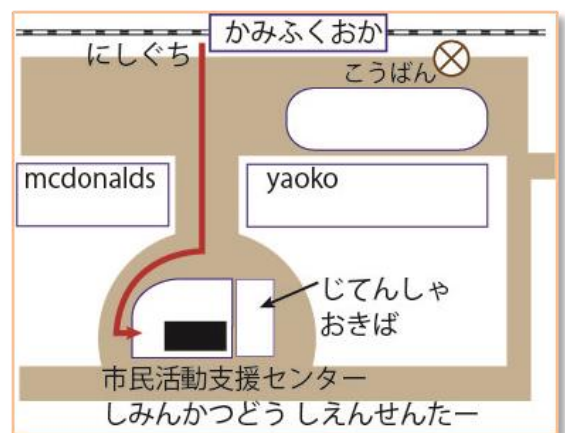 かみふくおか
にしぐち
こうばん
mcdonalds
yaoko
じてんしゃ
おきば
市民活動支援センター
しみんかつどう しえんせんたー